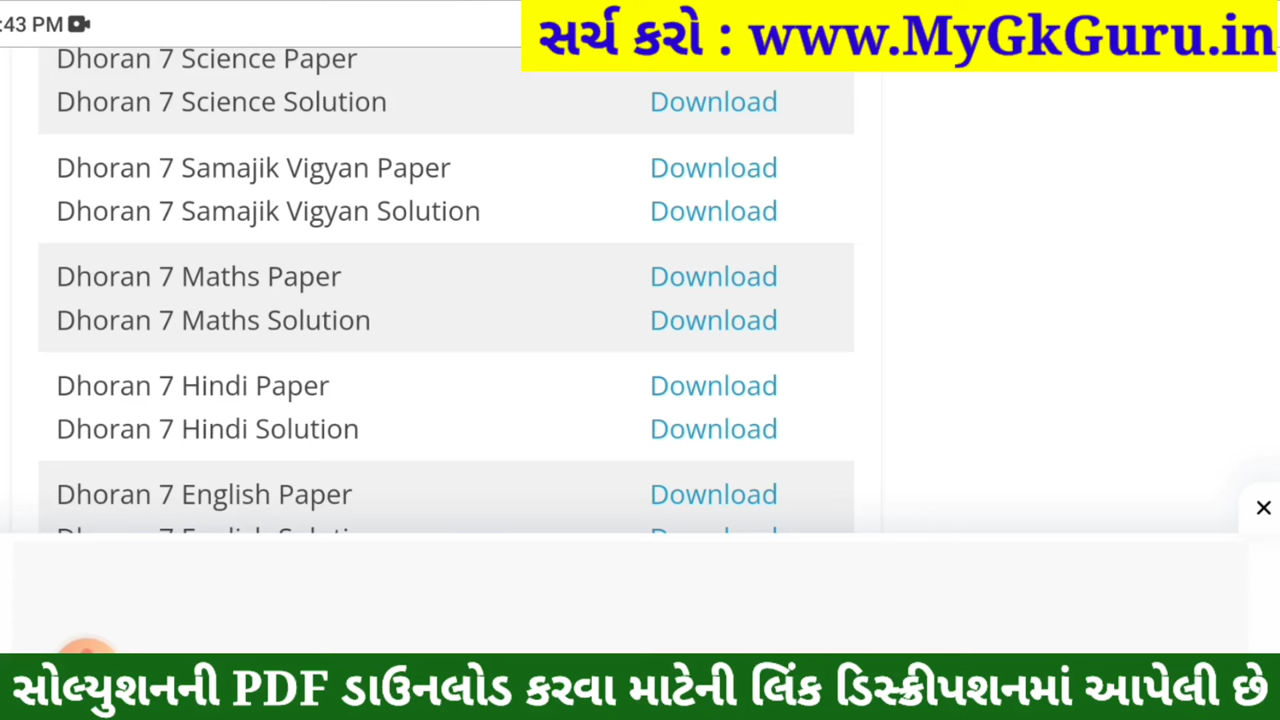 :43 PM
સર્ચ કરો : www.MyGkGuru.in
Dhoran 7 Science Paper
Dhoran 7 Science Solution Download
Dhoran 7 Samajik Vigyan Paper Download
Dhoran 7 Samajik Vigyan Solution Download
Dhoran 7 Maths Paper Download
Dhoran 7 Maths Solution Download
Dhoran 7 Hindi Paper Download
Dhoran 7 Hindi Solution Download
Dhoran 7 English Paper Download
સોલ્યુશનની PDF ડાઉનલોડ કરવા માટેની લિંક ડિસ્ક્રીપશનમાં આપેલી છે